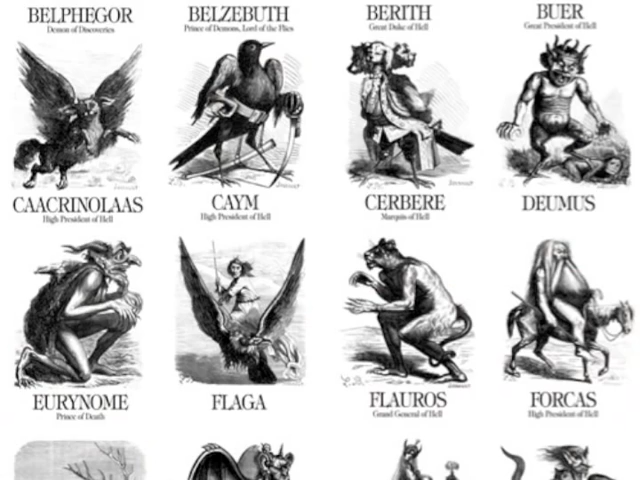 BELPHEGOR
Demon of Discoveries
BELZEBUTH
Prince of Demons, Lord of the Flies
BERITH
Great Duke of Hell
BUER
Great President of Hell
CAACRINOLAAS
High President of Hell
CAYM
High President of Hell
CERBERE
Marquis of Hell
DEUMUS
EURYNOME
Prince of Death
FLAGA
FLAUROS
Grand General of Hell
FORCAS
High President of Hell